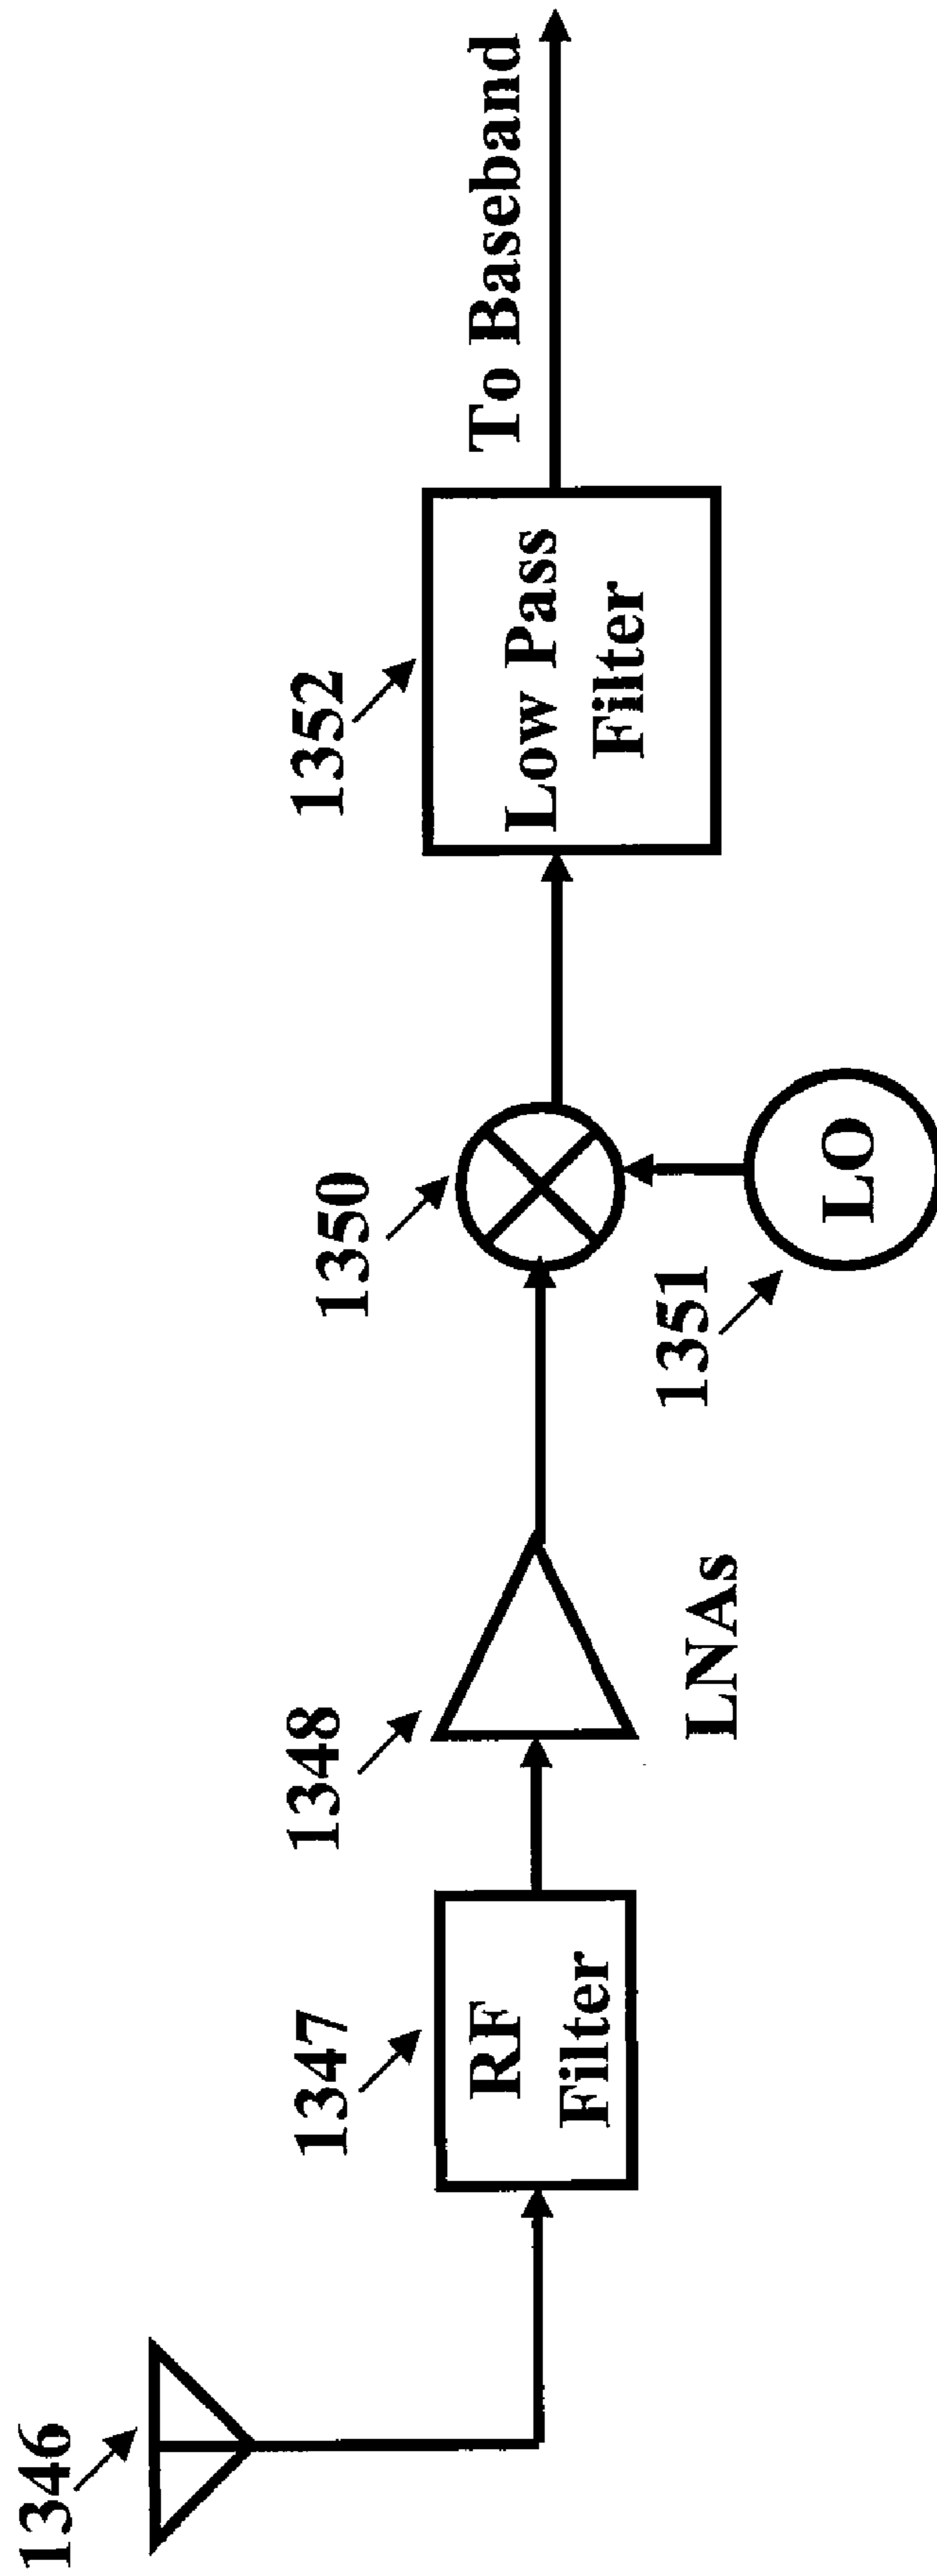 1346
1347
RF
Filter
1348
LNAs
1350
1351
LO
1352
Low Pass
Filter
To Baseband